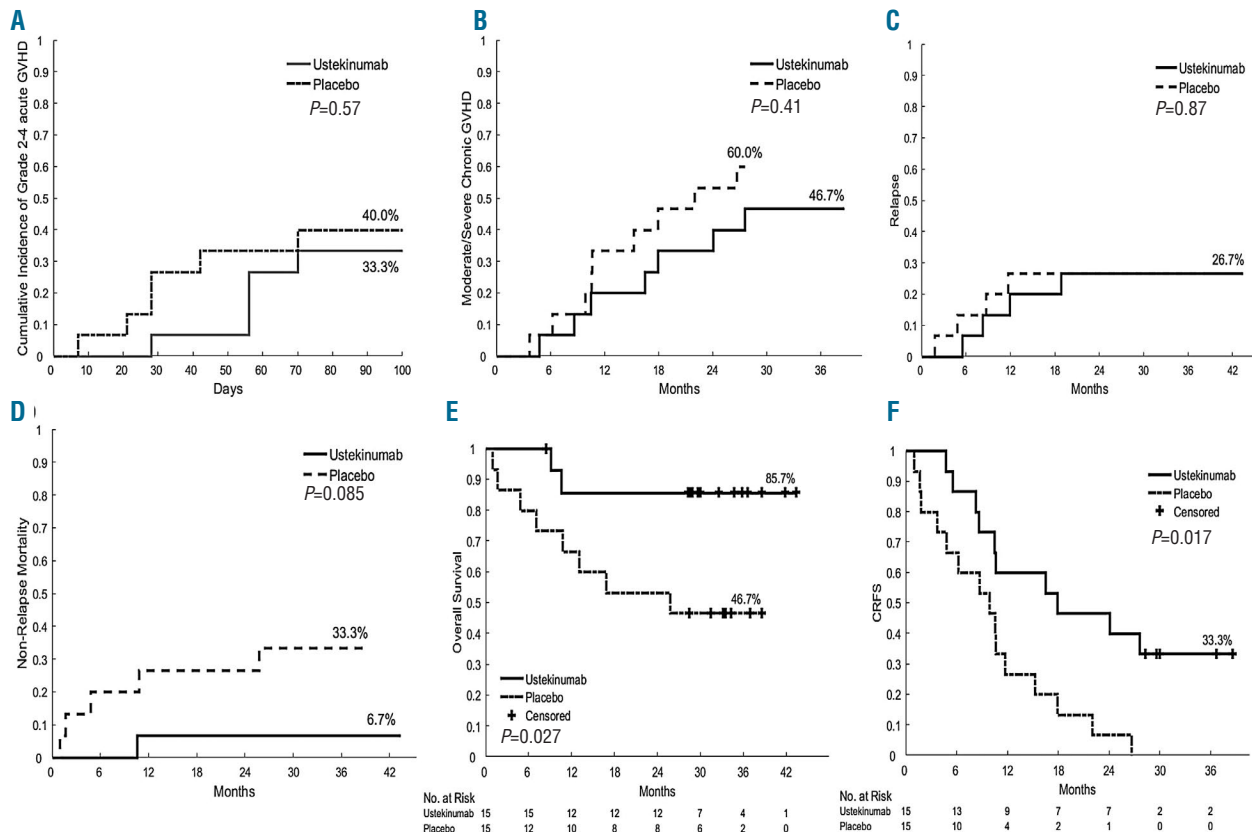 A
Cumulative Incidence of Grade 2-4 acute GVHD
1
0.9
0.8
0.7
0.6
0.5
0.4
0.3
0.2
0.1
0
Ustekinumab
Placebo
P=0.57
40.0%
33.3%
10 20 30 40 50 60 70 80 90 100
Days
B
Moderate/Severe Chronic GVHD
1
0.9
0.8
0.7
0.6
0.5
0.4
0.3
0.2
0.1
0
Ustekinumab
Placebo
P=0.41
60.0%
46.7%
0 6 12 18 24 30 36
Months
C
Relapse
1
0.9
0.8
0.7
0.6
0.5
0.4
0.3
0.2
0.1
0
Ustekinumab
Placebo
P=0.87
26.7%
0 6 12 18 24 30 36 42
Months
D
Non-Relapse Mortality
1
0.9
0.8
0.7
0.6
0.5
0.4
0.3
0.2
0.1
0
Ustekinumab
Placebo
P=0.085
33.3%
6.7%
0 6 12 18 24 30 36 42
Months
E
Overall Survival
1
0.9
0.8
0.7
0.6
0.5
0.4
0.3
0.2
0.1
0
85.7%
46.7%
Ustekinumab
Placebo
Censored
P=0.027
0 6 12 18 24 30 36 42
Months
No. at Risk
Ustekinumab 15 15 12 12 12 7 4 1
Placebo 15 12 10 8 8 6 2 0
F
CRFS
1
0.9
0.8
0.7
0.6
0.5
0.4
0.3
0.2
0.1
0
Ustekinumab
Placebo
Censored
P=0.017
33.3%
0 6 12 18 24 30 36
Months
No. at Risk
Ustekinumab 15 13 9 7 7 2 2
Placebo 15 10 4 2 1 0 0